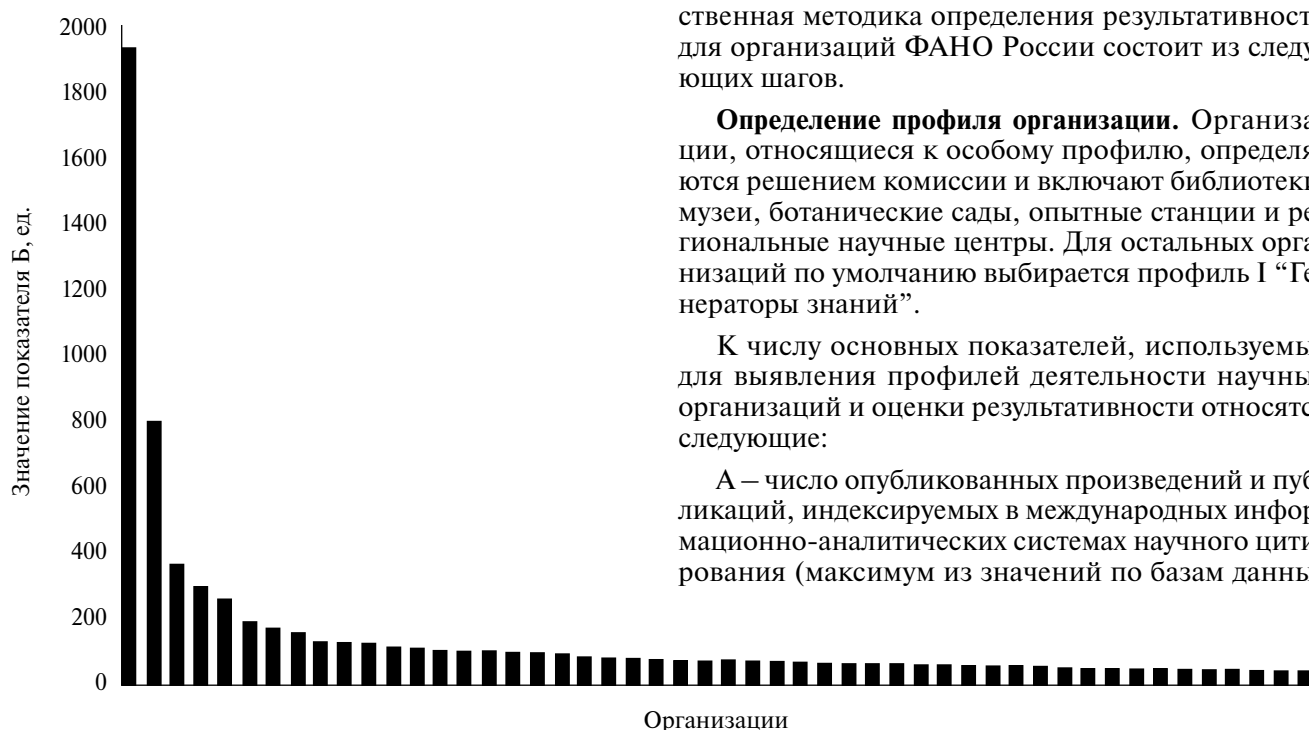 2000
1800
1600
1400
1200
1000
800
600
400
200
0
Значение показателя Б, ед.
Организации
ственная методика определения результативност
для организаций ФАНО России состоит из следу
ющих шагов.
Определение профиля организации. Организа
ции, относящиеся к особому профилю, определя
ются решением комиссии и включают библиотеки
музеи, ботанические сады, опытные станции и ре
гиональные научные центры. Для остальных орга
низаций по умолчанию выбирается профиль I “Ге
нераторы знаний”.
К числу основных показателей, используемы
для выявления профилей деятельности научны
организаций и оценки результативности относятс
следующие:
А – число опубликованных произведений и пуб
ликаций, индексируемых в международных инфор
мационно-аналитических системах научного цити
рования (максимум из значений по базам данны